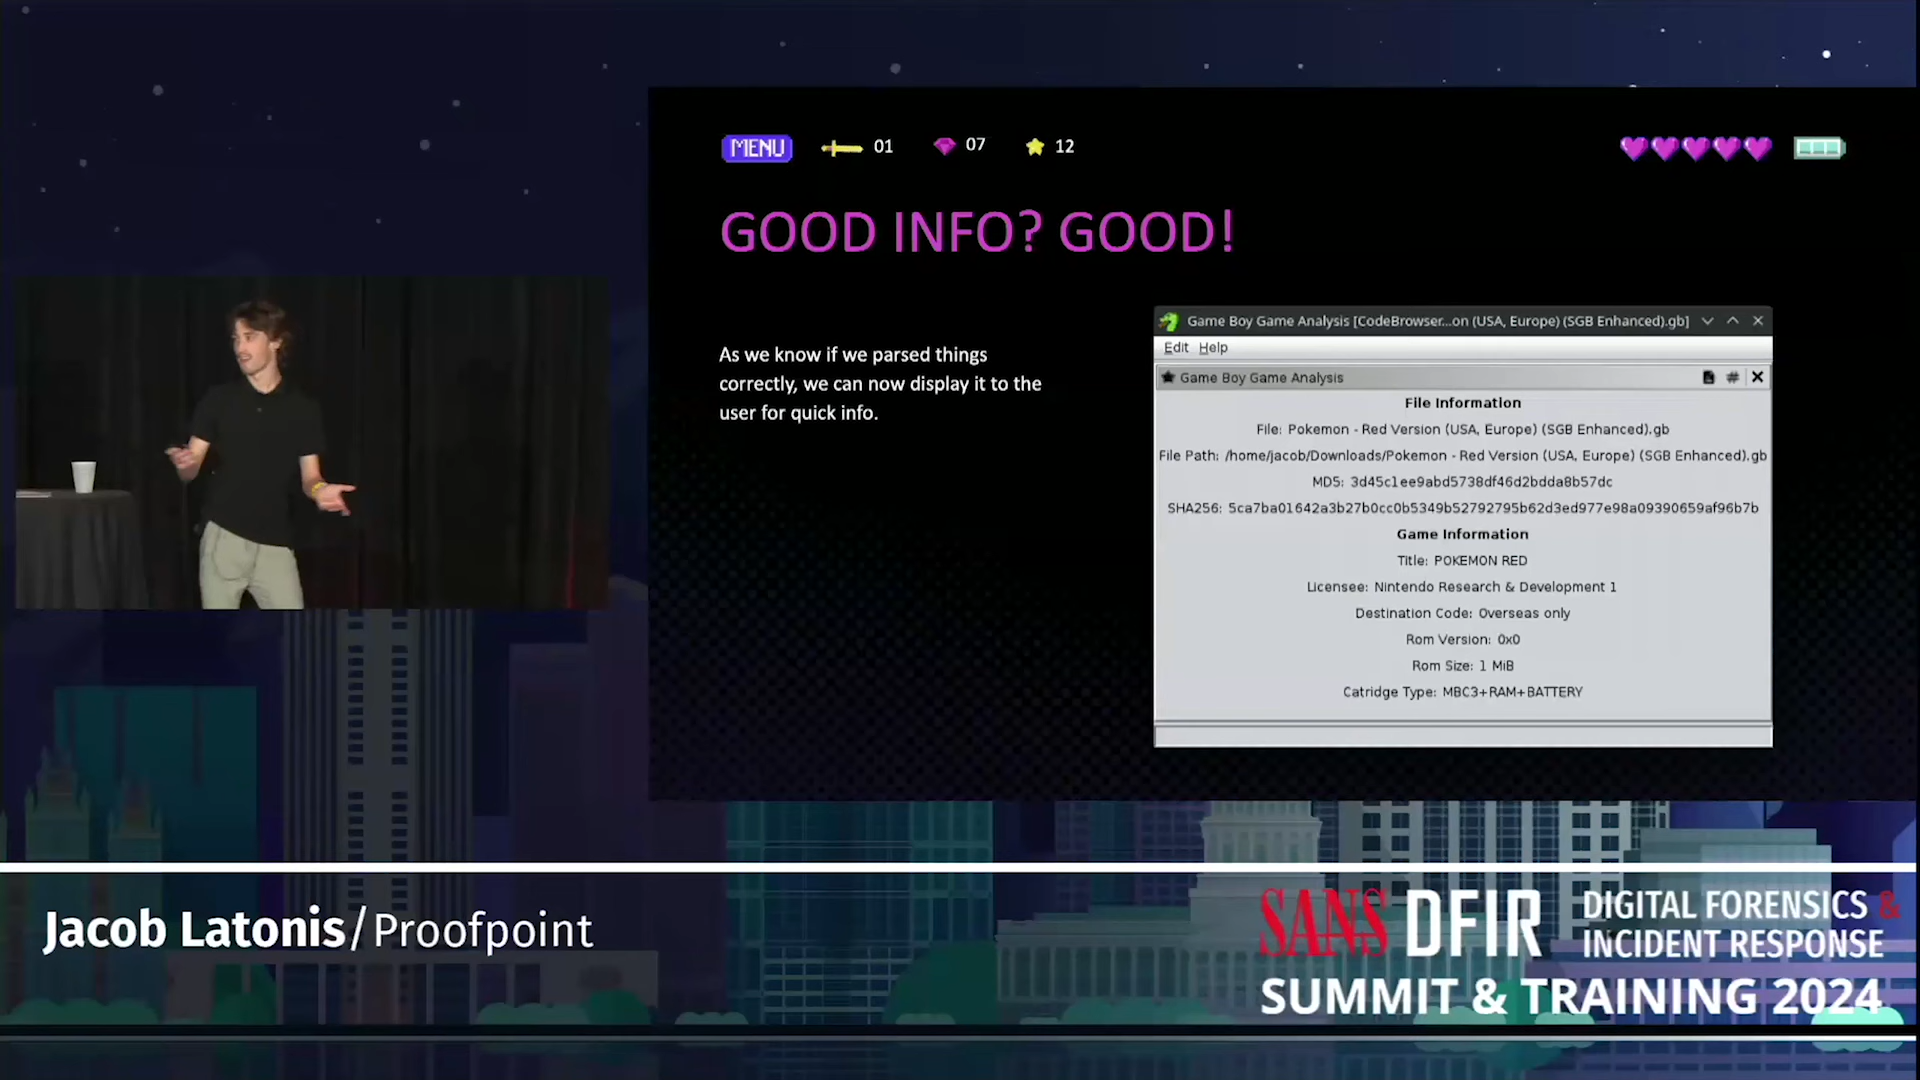 MENU 01 07 12
GOOD INFO? GOOD!
As we know if we parsed things
correctly, we can now display it to the
user for quick info.
Game Boy Game Analysis [CodeBrowser...on (USA, Europe) (SGB Enhanced).gb]
Edit Help
Game Boy Game Analysis
File Information
File: Pokemon - Red Version (USA, Europe) (SGB Enhanced).gb
File Path: /home/jacob/Downloads/Pokemon - Red Version (USA, Europe) (SGB Enhanced).gb
MD5: 3d45c1ee9abd5738df46d2bdda8b57dc
SHA256: 5ca7ba01642a3b27b0cc0b5349b52792795b62d3ed977e98a09390659af96b7b
Game Information
Title: POKEMON RED
Licensee: Nintendo Research & Development 1
Destination Code: Overseas only
Rom Version: 0x0
Rom Size: 1 MiB
Catridge Type: MBC3+RAM+BATTERY
Jacob Latonis/Proofpoint
SANS DFIR DIGITAL FORENSICS &
INCIDENT RESPONSE
SUMMIT & TRAINING 2024